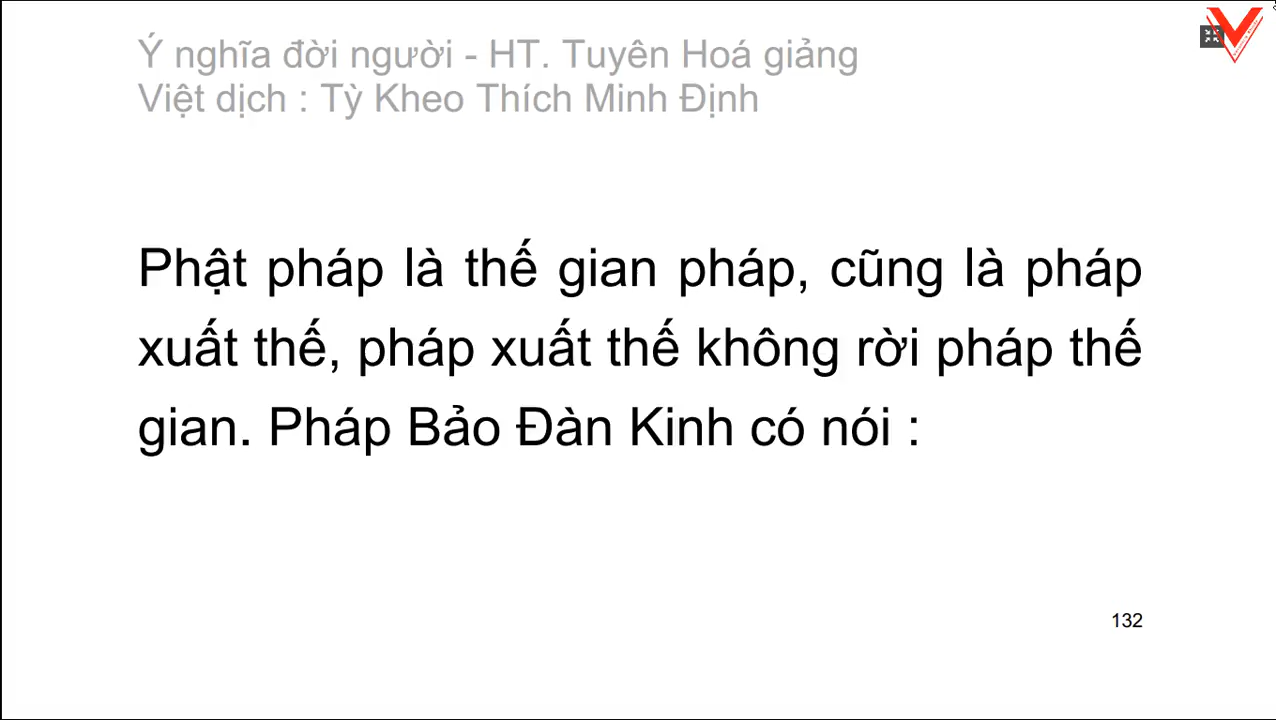 Ý nghĩa đời người - HT. Tuyên Hoá giảng
Việt dịch : Tỳ Kheo Thích Minh Định
Phật pháp là thế gian pháp, cũng là pháp
xuất thế, pháp xuất thế không rời pháp thế
gian. Pháp Bảo Đàn Kinh có nói :
132